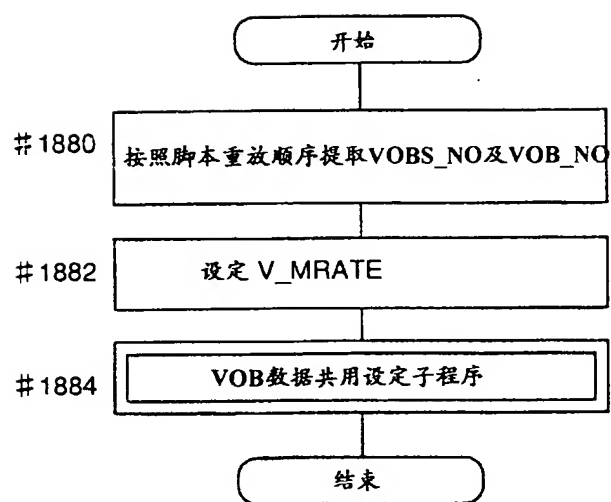 开始
#1880
按照脚本重放顺序提取VOBS_NO及VOB_NO
#1882
设定 V_MRATE
#1884
VOB数据共用设定子程序
结束